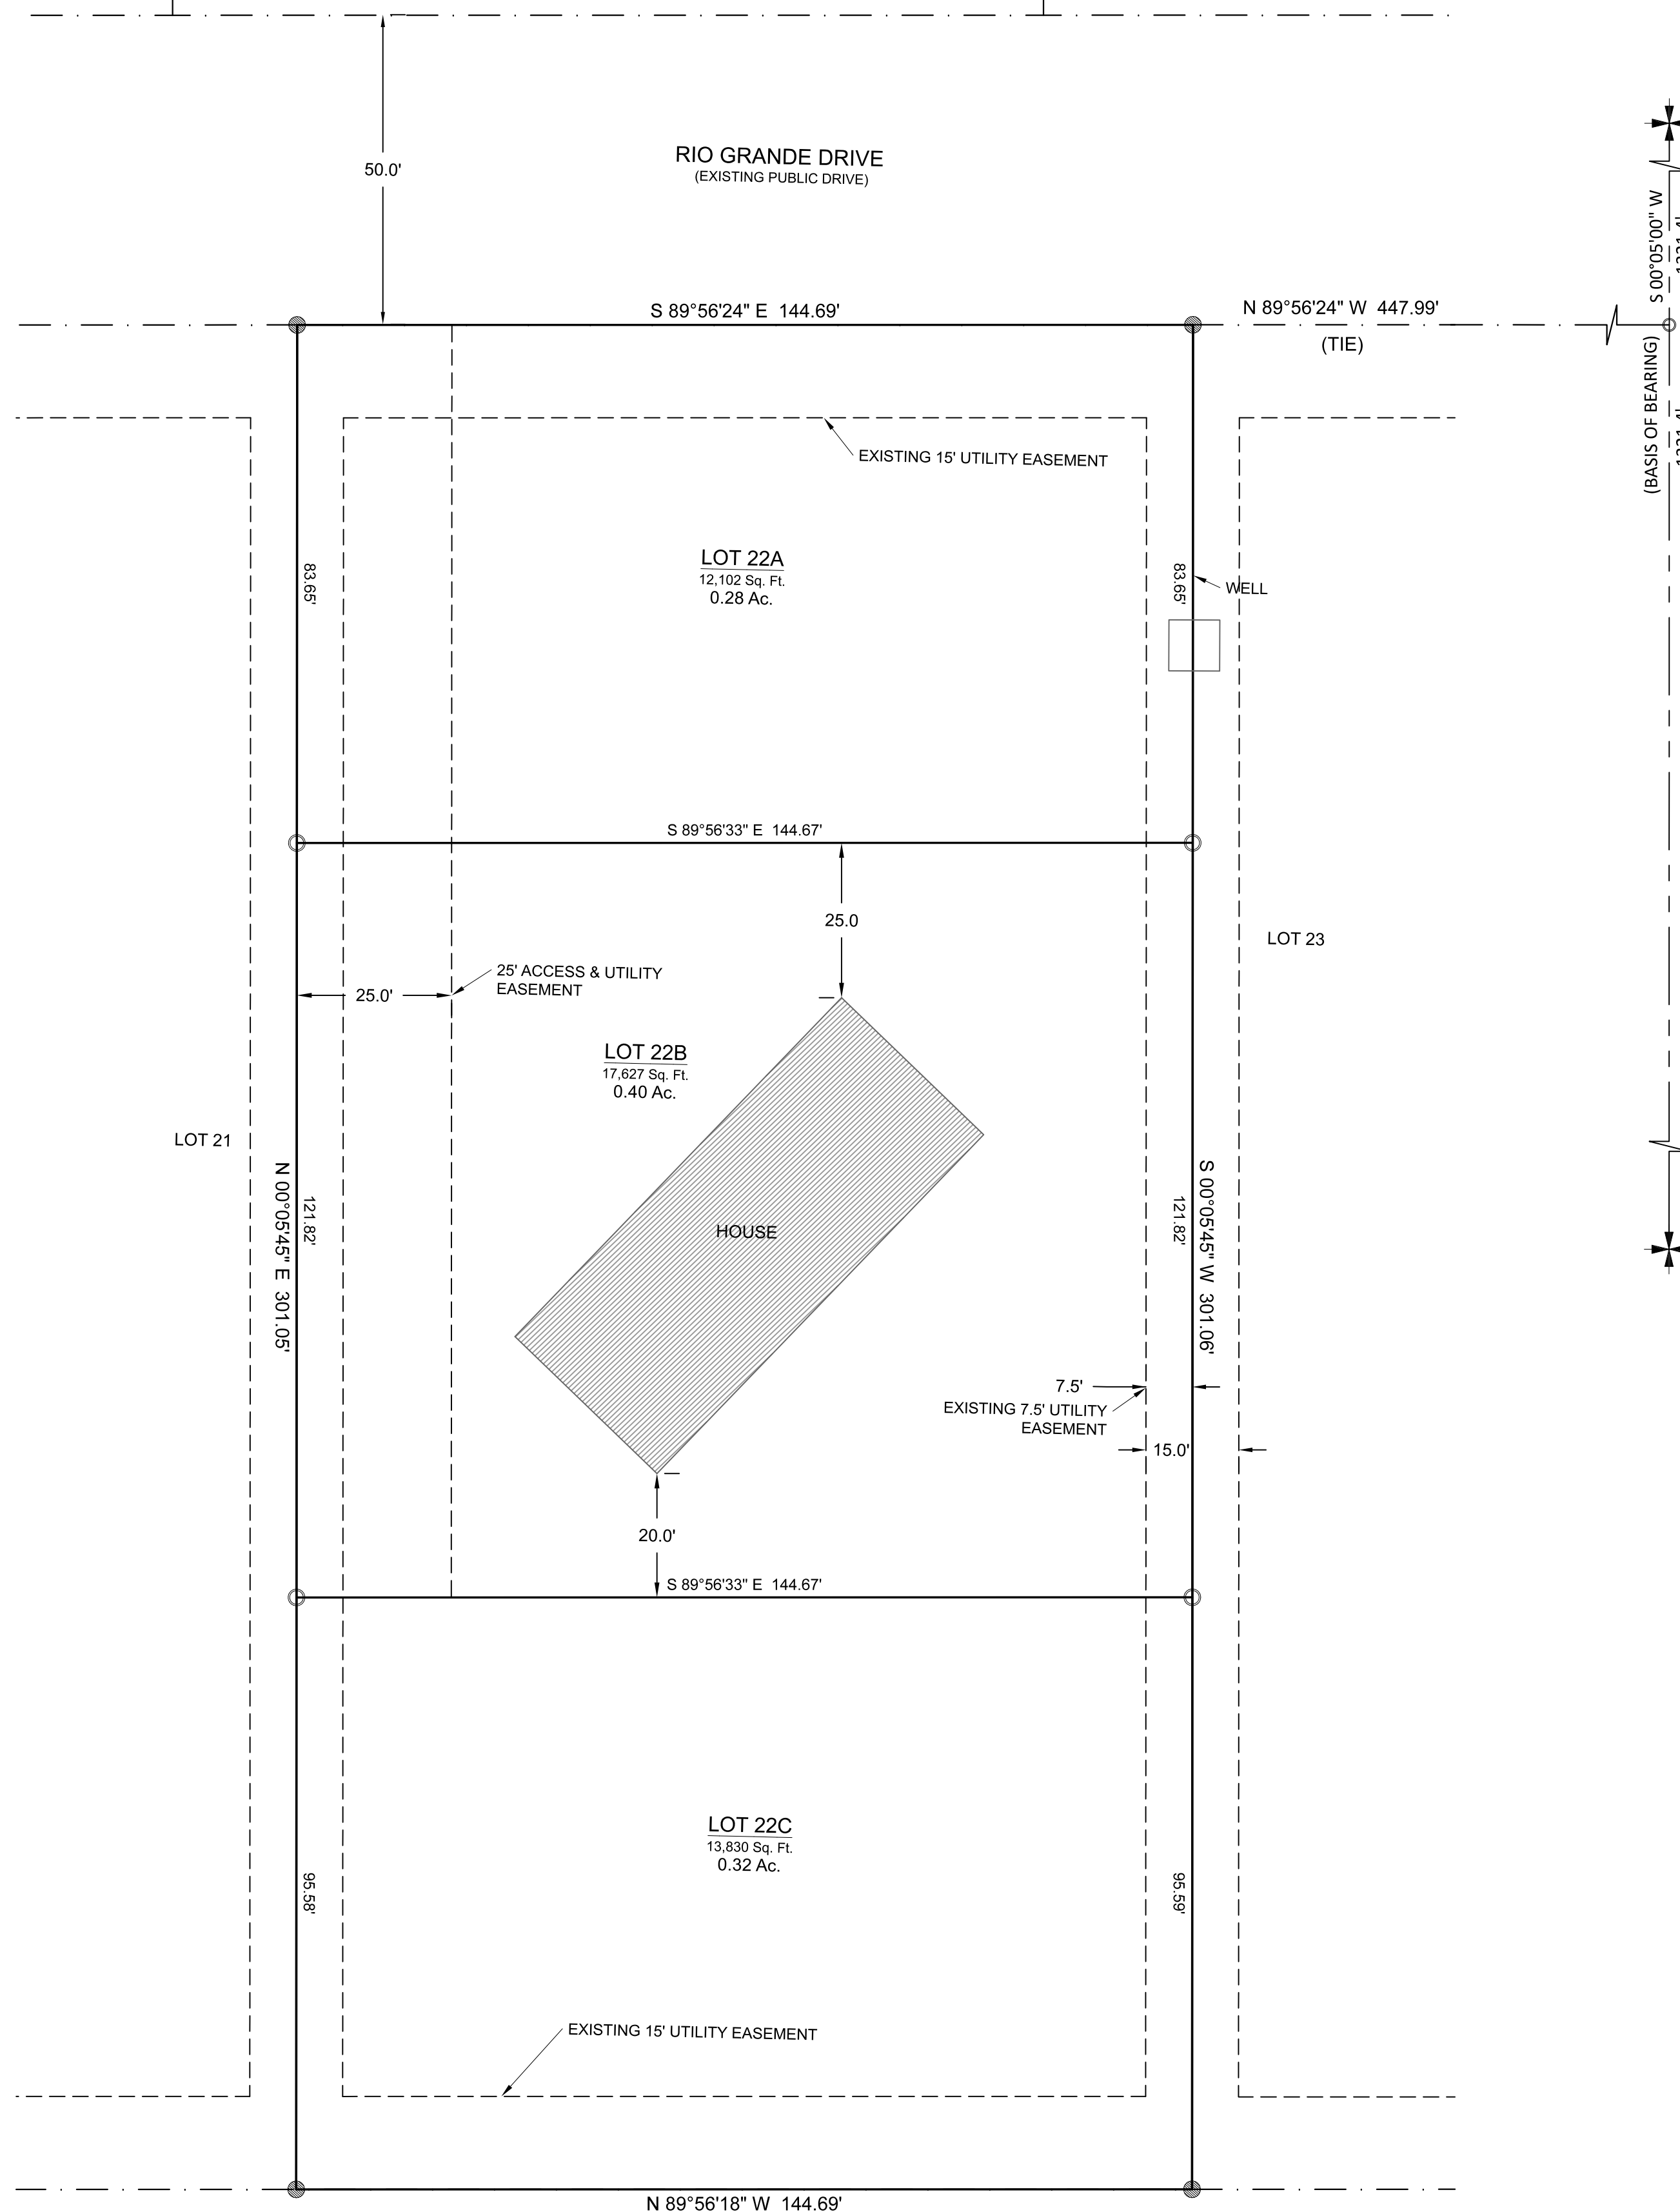 RIO GRANDE DRIVE
(EXISTING PUBLIC DRIVE)
50.0'
S 00°05'00" W
S 89°56'24" E 144.69'
N 89°56'24" W 447.99'
(TIE)
(BASIS OF BEARING)
EXISTING 15' UTILITY EASEMENT
LOT 22A
12,102 Sq. Ft.
0.28 Ac.
83.65'
83.65'
WELL
S 89°56'33" E 144.67'
25.0
LOT 23
25' ACCESS & UTILITY
EASEMENT
25.0'
LOT 22B
17,627 Sq. Ft.
0.40 Ac.
LOT 21
N 00°05'45" E 301.05'
121.82'
121.82'
S 00°05'45" W 301.06'
HOUSE
7.5'
EXISTING 7.5' UTILITY
EASEMENT
15.0'
20.0'
S 89°56'33" E 144.67'
LOT 22C
13,830 Sq. Ft.
0.32 Ac.
95.58'
95.59'
EXISTING 15' UTILITY EASEMENT
N 89°56'18" W 144.69'